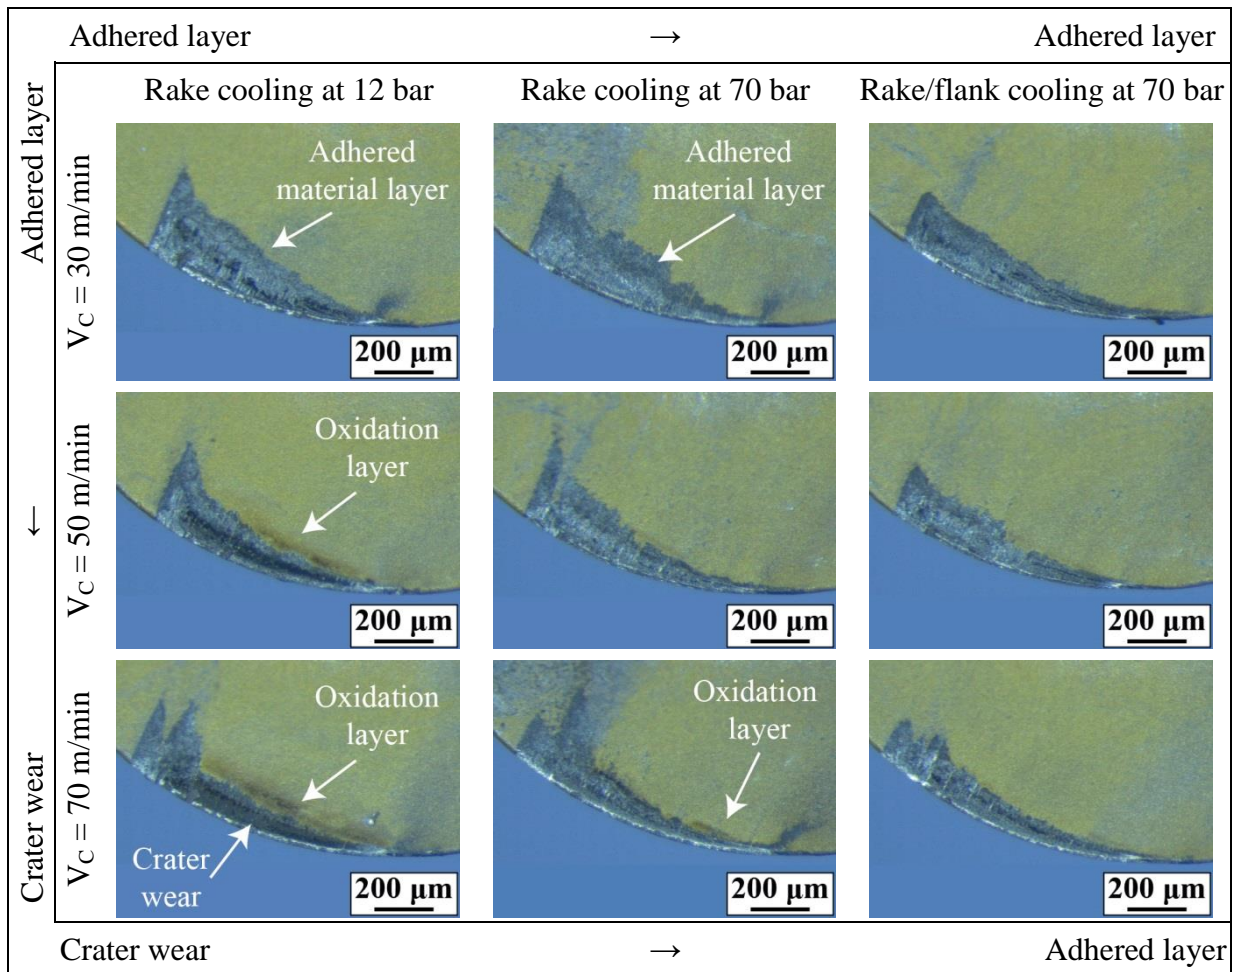 Adhered layer → Adhered layer
Adhered layer
←
Crater wear
Rake cooling at 12 bar
Rake cooling at 70 bar
Rake/flank cooling at 70 bar
V_C = 30 m/min
Adhered
material layer
200 μm
Adhered
material layer
200 μm
200 μm
V_C = 50 m/min
Oxidation
layer
200 μm
200 μm
200 μm
V_C = 70 m/min
Oxidation
layer
Crater
wear
200 μm
Oxidation
layer
200 μm
200 μm
Crater wear → Adhered layer